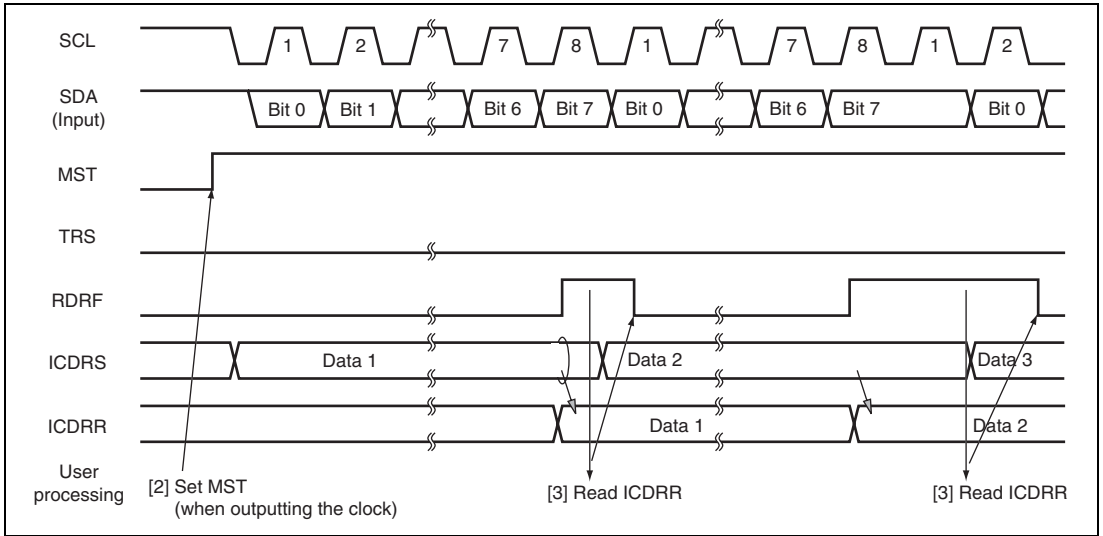 SCL 1 2 7 8 1 7 8 1 2
SDA
(Input)
Bit 0 Bit 1 Bit 6 Bit 7 Bit 0 Bit 6 Bit 7 Bit 0
MST
TRS
RDRF
ICDRS Data 1 Data 2 Data 3
ICDRR Data 1 Data 2
User
processing
[2] Set MST
(when outputting the clock)
[3] Read ICDRR
[3] Read ICDRR